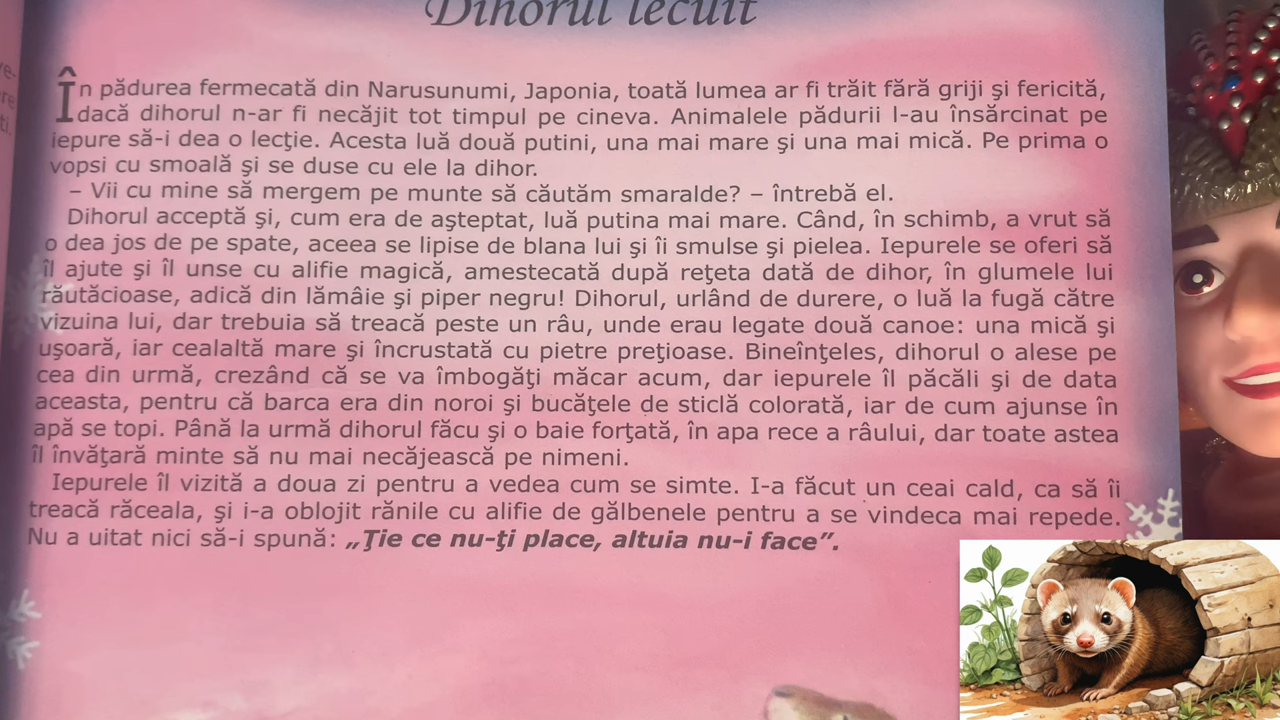 Dihorul lecuit
În pădurea fermecată din Narusunumi, Japonia, toată lumea ar fi trăit fără griji şi fericită,
dacă dihorul n-ar fi necăjit tot timpul pe cineva. Animalele pădurii l-au însărcinat pe
iepure să-i dea o lecţie. Acesta luă două putini, una mai mare şi una mai mică. Pe prima o
vopsi cu smoală şi se duse cu ele la dihor.
– Vii cu mine să mergem pe munte să căutăm smaralde? – întrebă el.
Dihorul acceptă şi, cum era de aşteptat, luă putina mai mare. Când, în schimb, a vrut să
o dea jos de pe spate, aceea se lipise de blana lui şi îi smulse şi pielea. Iepurele se oferi să
îl ajute şi îl unse cu alifie magică, amestecată după reţeta dată de dihor, în glumele lui
răutăcioase, adică din lămâie şi piper negru! Dihorul, urlând de durere, o luă la fugă către
vizuina lui, dar trebuia să treacă peste un râu, unde erau legate două canoe: una mică şi
uşoară, iar cealaltă mare şi încrustată cu pietre preţioase. Bineînţeles, dihorul o alese pe
cea din urmă, crezând că se va îmbogăţi măcar acum, dar iepurele îl păcăli şi de data
aceasta, pentru că barca era din noroi şi bucăţele de sticlă colorată, iar de cum ajunse în
apă se topi. Până la urmă dihorul făcu şi o baie forţată, în apa rece a râului, dar toate astea
îl învăţară minte să nu mai necăjească pe nimeni.
Iepurele îl vizită a doua zi pentru a vedea cum se simte. I-a făcut un ceai cald, ca să îi
treacă răceala, şi i-a oblojit rănile cu alifie de gălbenele pentru a se vindeca mai repede.
Nu a uitat nici să-i spună: „Ţie ce nu-ţi place, altuia nu-i face”.